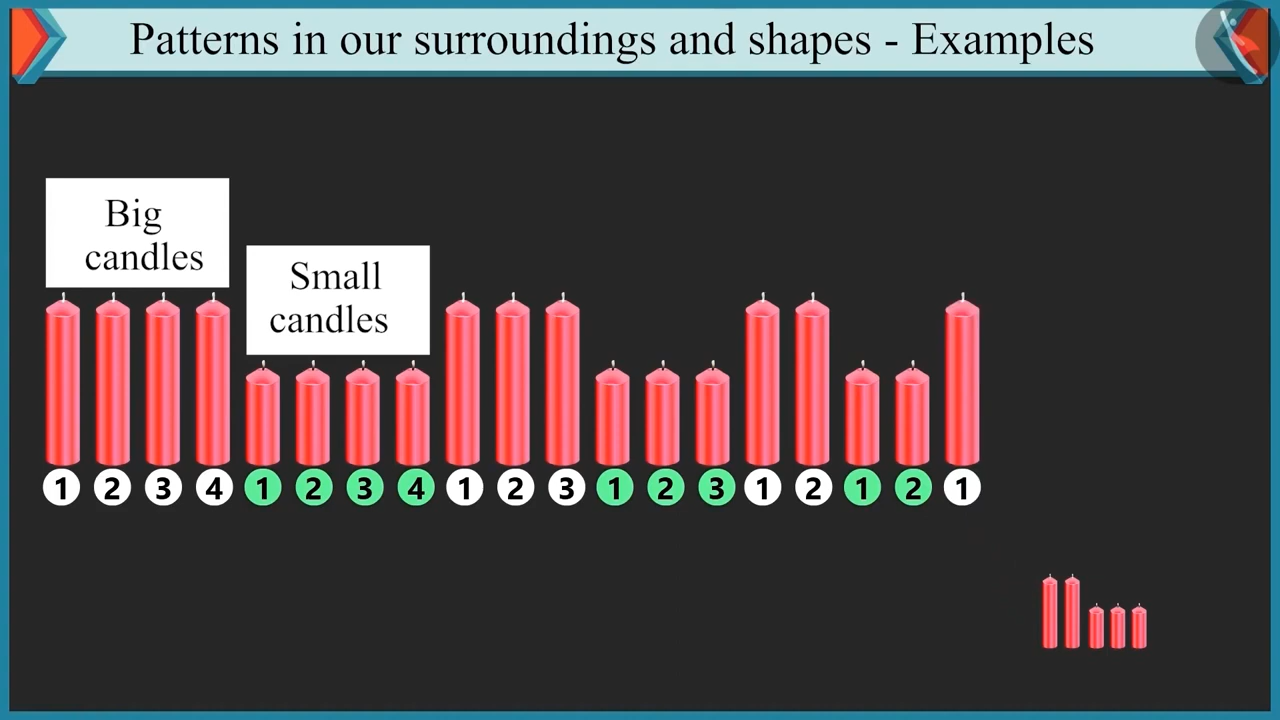 Patterns in our surroundings and shapes - Examples
Big
candles
Small
candles
1 2 3 4 1 2 3 4 1 2 3 1 2 3 1 2 1 2 1